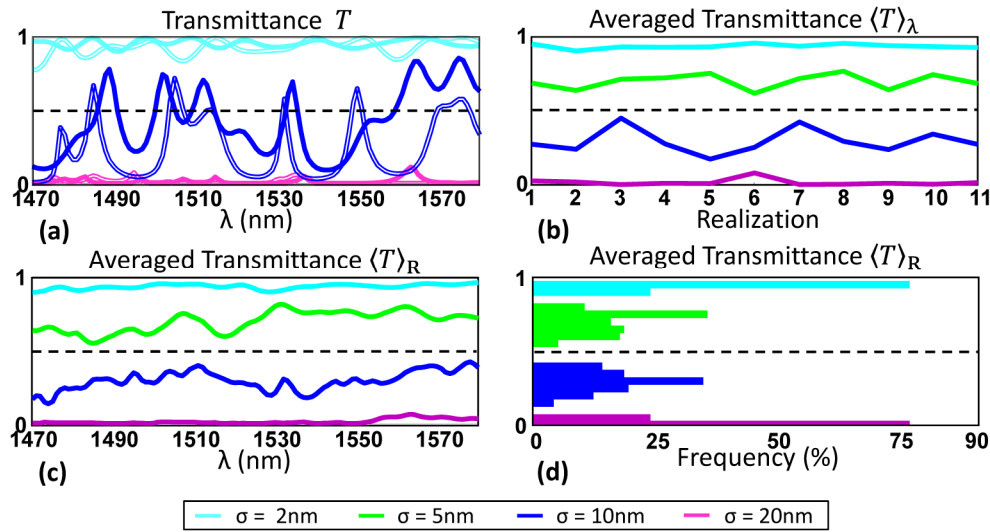 Transmittance T
1
0
1470 1490 1510 1530 1550 1570
λ (nm)
(a)
Averaged Transmittance ⟨T⟩λ
1
0
1 2 3 4 5 6 7 8 9 10 11
Realization
(b)
Averaged Transmittance ⟨T⟩R
1
0
1470 1490 1510 1530 1550 1570
λ (nm)
(c)
Averaged Transmittance ⟨T⟩R
1
0
0 25 50 75 90
Frequency (%)
(d)
σ = 2nm σ = 5nm σ = 10nm σ = 20nm